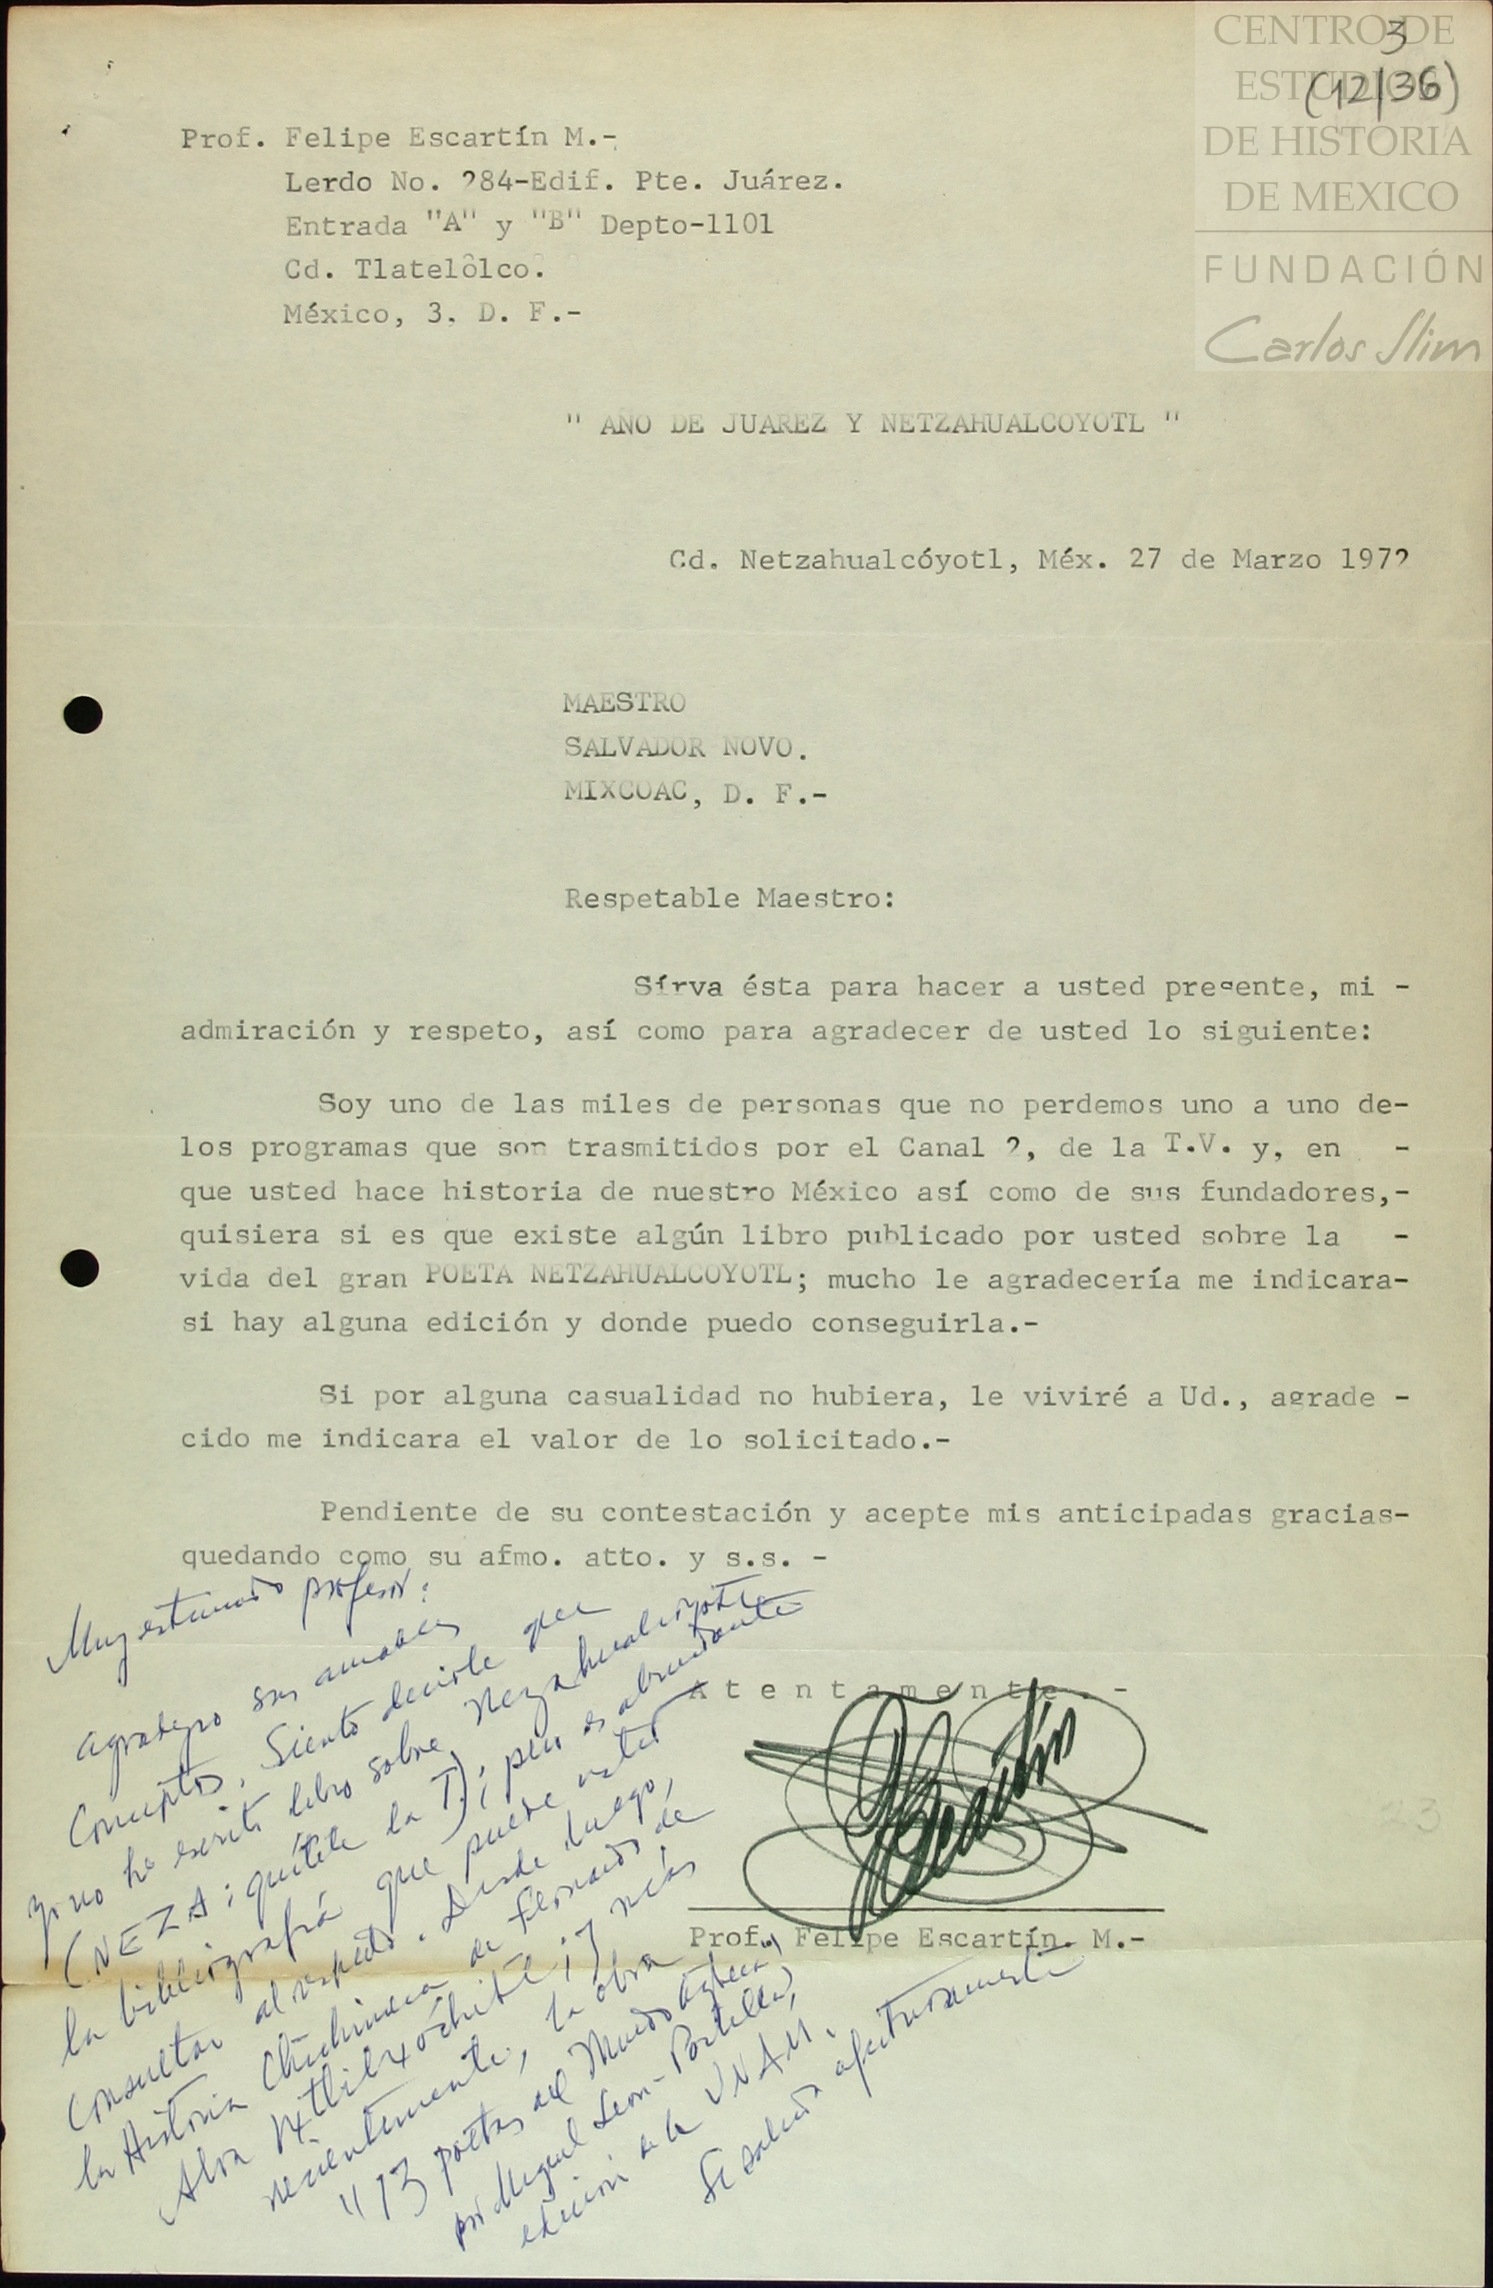 CENTRO DE
ESTUDIOS
DE HISTORIA
DE MEXICO
FUNDACIÓN
Carlos Slim
3
(12/36)
Prof. Felipe Escartín M.-
Lerdo No. 284-Edif. Pte. Juárez.
Entrada "A" y "B" Depto-1101
Cd. Tlatelólco.
México, 3. D. F.-
" AÑO DE JUAREZ Y NETZAHUALCOYOTL "
Cd. Netzahualcóyotl, Méx. 27 de Marzo 1972
MAESTRO
SALVADOR NOVO.
MIXCOAC, D. F.-
Respetable Maestro:
Sírva ésta para hacer a usted presente, mi -
admiración y respeto, así como para agradecer de usted lo siguiente:
Soy uno de las miles de personas que no perdemos uno a uno de-
los programas que son trasmitidos por el Canal 2, de la T.V. y, en -
que usted hace historia de nuestro México así como de sus fundadores,-
quisiera si es que existe algún libro publicado por usted sobre la -
vida del gran POETA NETZAHUALCOYOTL; mucho le agradecería me indicara-
si hay alguna edición y donde puedo conseguirla.-
Si por alguna casualidad no hubiera, le viviré a Ud., agrade -
cido me indicara el valor de lo solicitado.-
Pendiente de su contestación y acepte mis anticipadas gracias-
quedando como su afmo. atto. y s.s. -
Atentamente.-
Escartín
Prof. Felipe Escartín. M.-
Muy estimado profesor:
agradezco sus amables
conceptos. Siento decirle que
yo no he escrito libro sobre Nezahualcoyotl
(NEZA: quítele la T); pero es abundante
la bibliografía que puede usted
consultar al respecto. Desde luego,
la Historia Chichimeca de Fernando de
Alva Ixtlilxóchitl; y más
recientemente, la obra
"13 poetas del Mundo Azteca",
por Miguel León-Portilla,
edición de la UNAM.
Le saluda afectuosamente
23